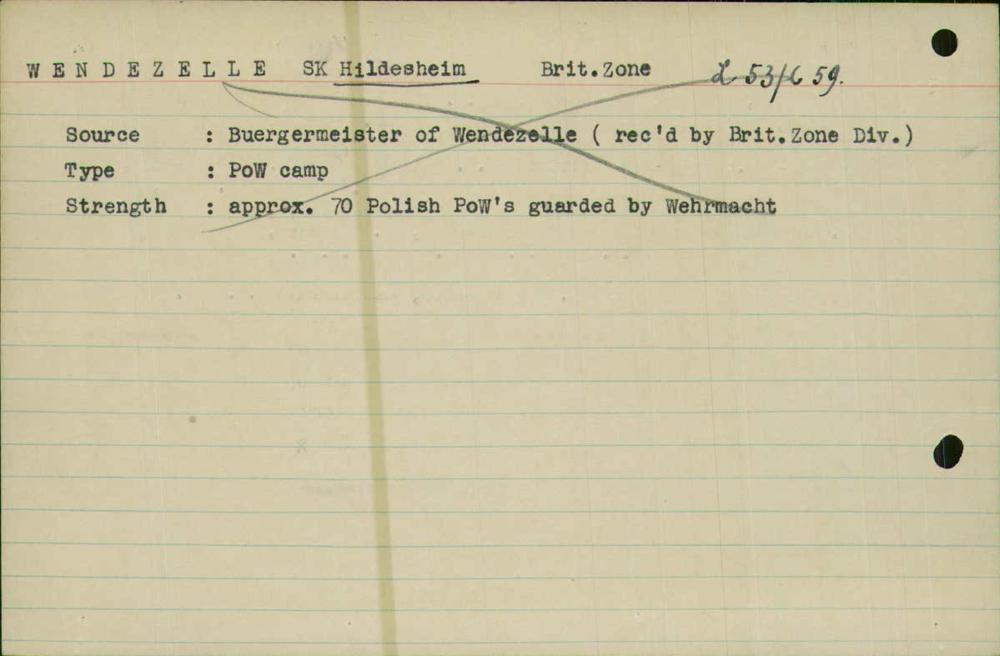 W E N D E Z E L L E SK Hildesheim Brit.Zone L 53/C 59.
Source : Buergermeister of Wendezelle ( rec'd by Brit.Zone Div.)
Type : PoW camp
Strength : approx. 70 Polish PoW's guarded by Wehrmacht